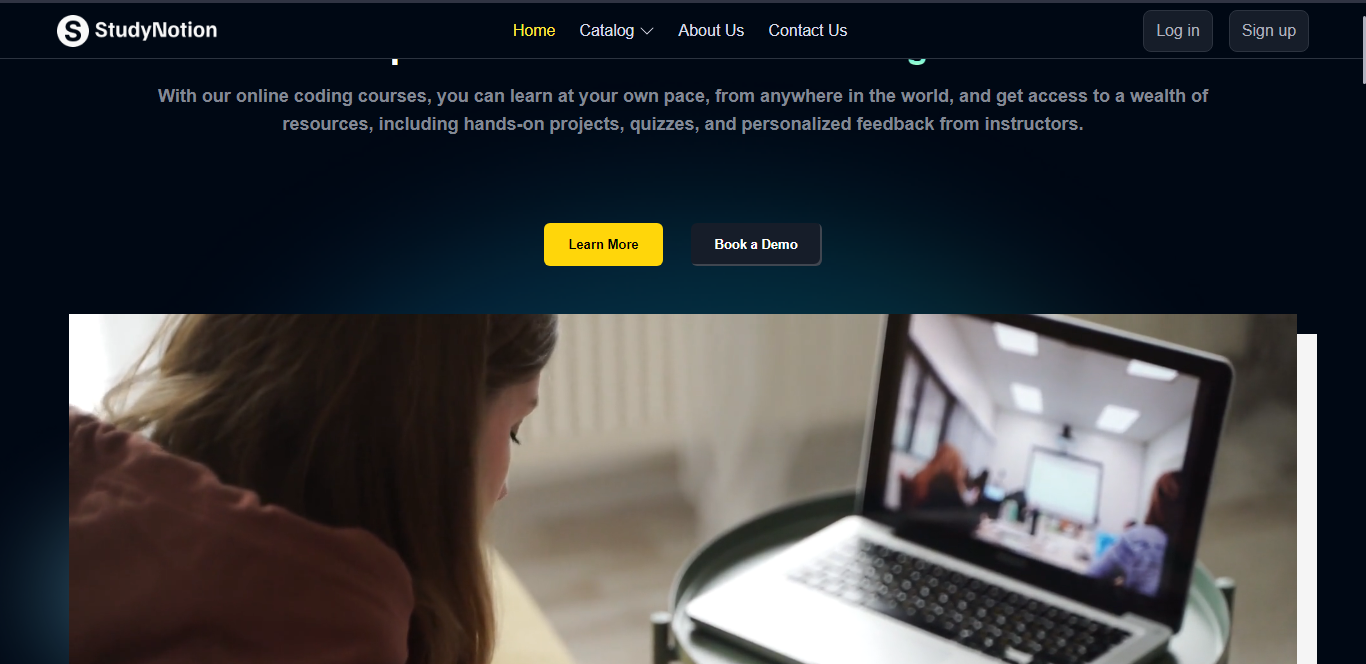 StudyNotion
Home Catalog About Us Contact Us
Log in Sign up
With our online coding courses, you can learn at your own pace, from anywhere in the world, and get access to a wealth of
resources, including hands-on projects, quizzes, and personalized feedback from instructors.
Learn More Book a Demo